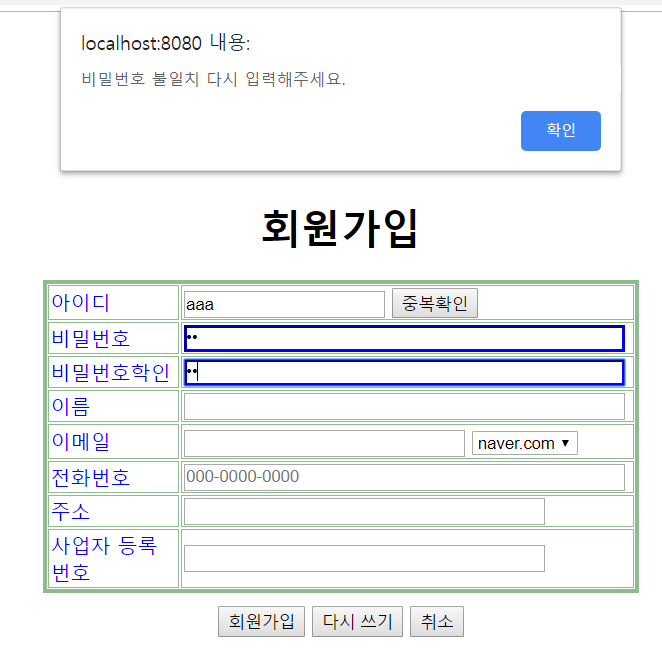 localhost:8080 내용:
비밀번호 불일치 다시 입력해주세요.
확인
회원가입
아이디 aaa 중복확인
비밀번호 ••
비밀번호확인 ••
이름
이메일 naver.com ▼
전화번호 000-0000-0000
주소
사업자 등록
번호
회원가입 다시 쓰기 취소